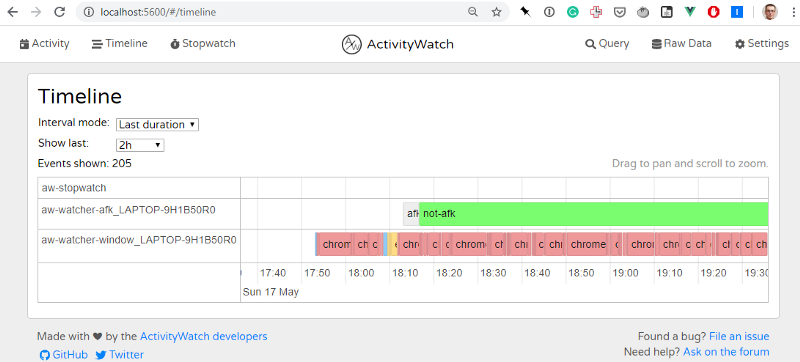 localhost:5600/#/timeline
Activity Timeline Stopwatch ActivityWatch Query Raw Data Settings
Timeline
Interval mode: Last duration
Show last: 2h
Events shown: 205 Drag to pan and scroll to zoom.
aw-stopwatch
aw-watcher-afk_LAPTOP-9H1B50R0 afk not-afk
aw-watcher-window_LAPTOP-9H1B50R0 chrom ch c e chr c c chrome chr ch c chr chrome c chrom chr ch c c ch
17:40 17:50 18:00 18:10 18:20 18:30 18:40 18:50 19:00 19:10 19:20 19:30
Sun 17 May
Made with ❤ by the ActivityWatch developers Found a bug? File an issue
GitHub Twitter Need help? Ask on the forum